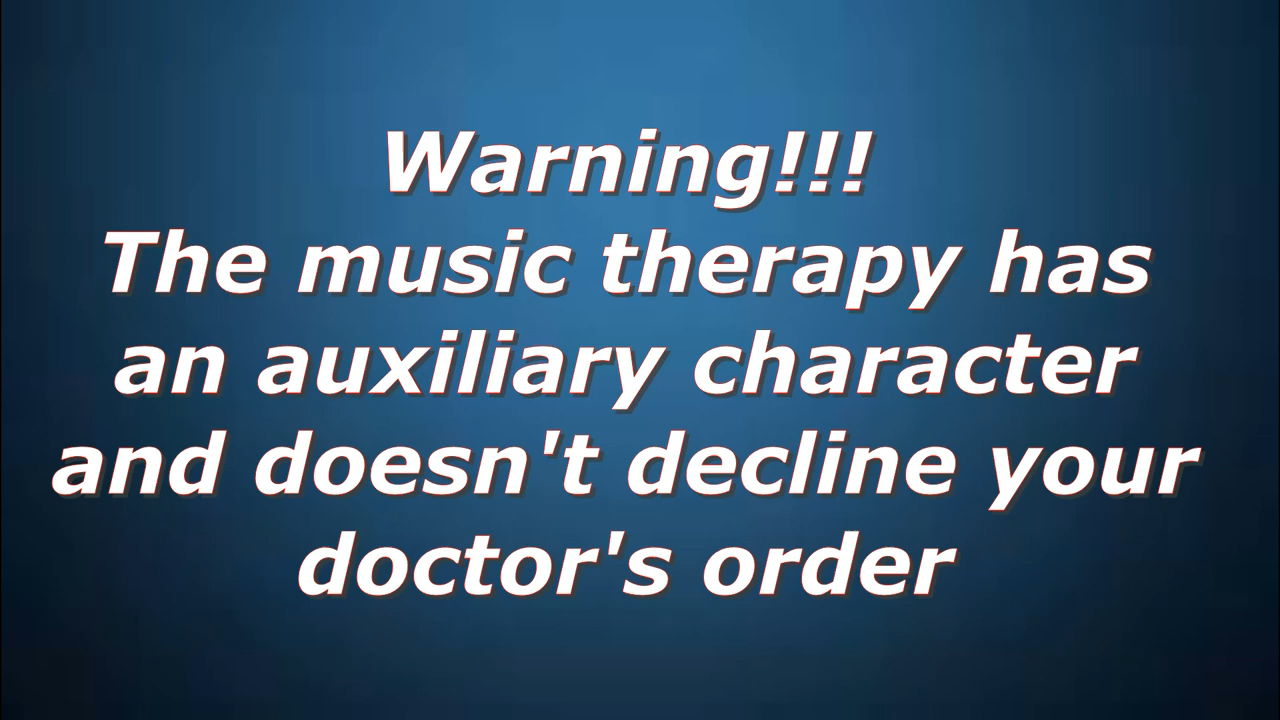 Warning!!!
The music therapy has
an auxiliary character
and doesn't decline your
doctor's order